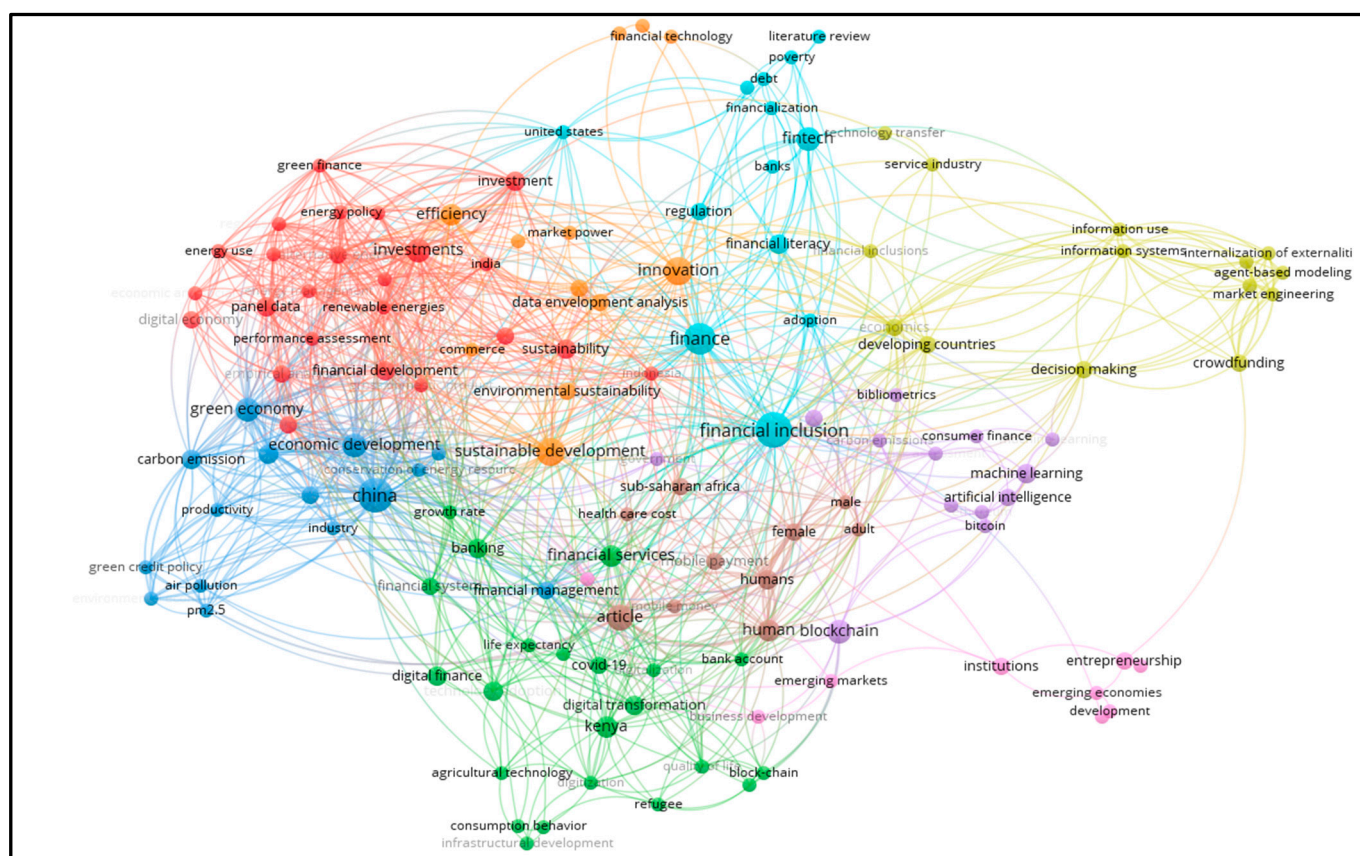 financial technology
literature review
poverty
debt
financialization
united states
fintech
technology transfer
service industry
green finance
banks
investment
energy policy
efficiency
regulation
market power
information use
energy use
investments
india
financial literacy
financial inclusions
information systems
internalization of externaliti
agent-based modeling
innovation
market engineering
panel data
renewable energies
data envelopment analysis
digital economy
adoption
economics
performance assessment
finance
developing countries
commerce
sustainability
crowdfunding
financial development
indonesia
decision making
environmental sustainability
bibliometrics
green economy
financial inclusion
consumer finance
economic development
sustainable development
carbon emissions
carbon emission
government
conservation of energy resourc
machine learning
sub-saharan africa
china
male
artificial intelligence
productivity
growth rate
health care cost
bitcoin
industry
adult
female
banking
financial services
mobile payment
green credit policy
humans
air pollution
financial system
financial management
pm2.5
mobile money
article
human
blockchain
life expectancy
bank account
covid-19
digitalization
institutions
entrepreneurship
digital finance
emerging markets
technology adoption
emerging economies
digital transformation
development
business development
kenya
quality of life
agricultural technology
block-chain
digitization
refugee
consumption behavior
infrastructural development